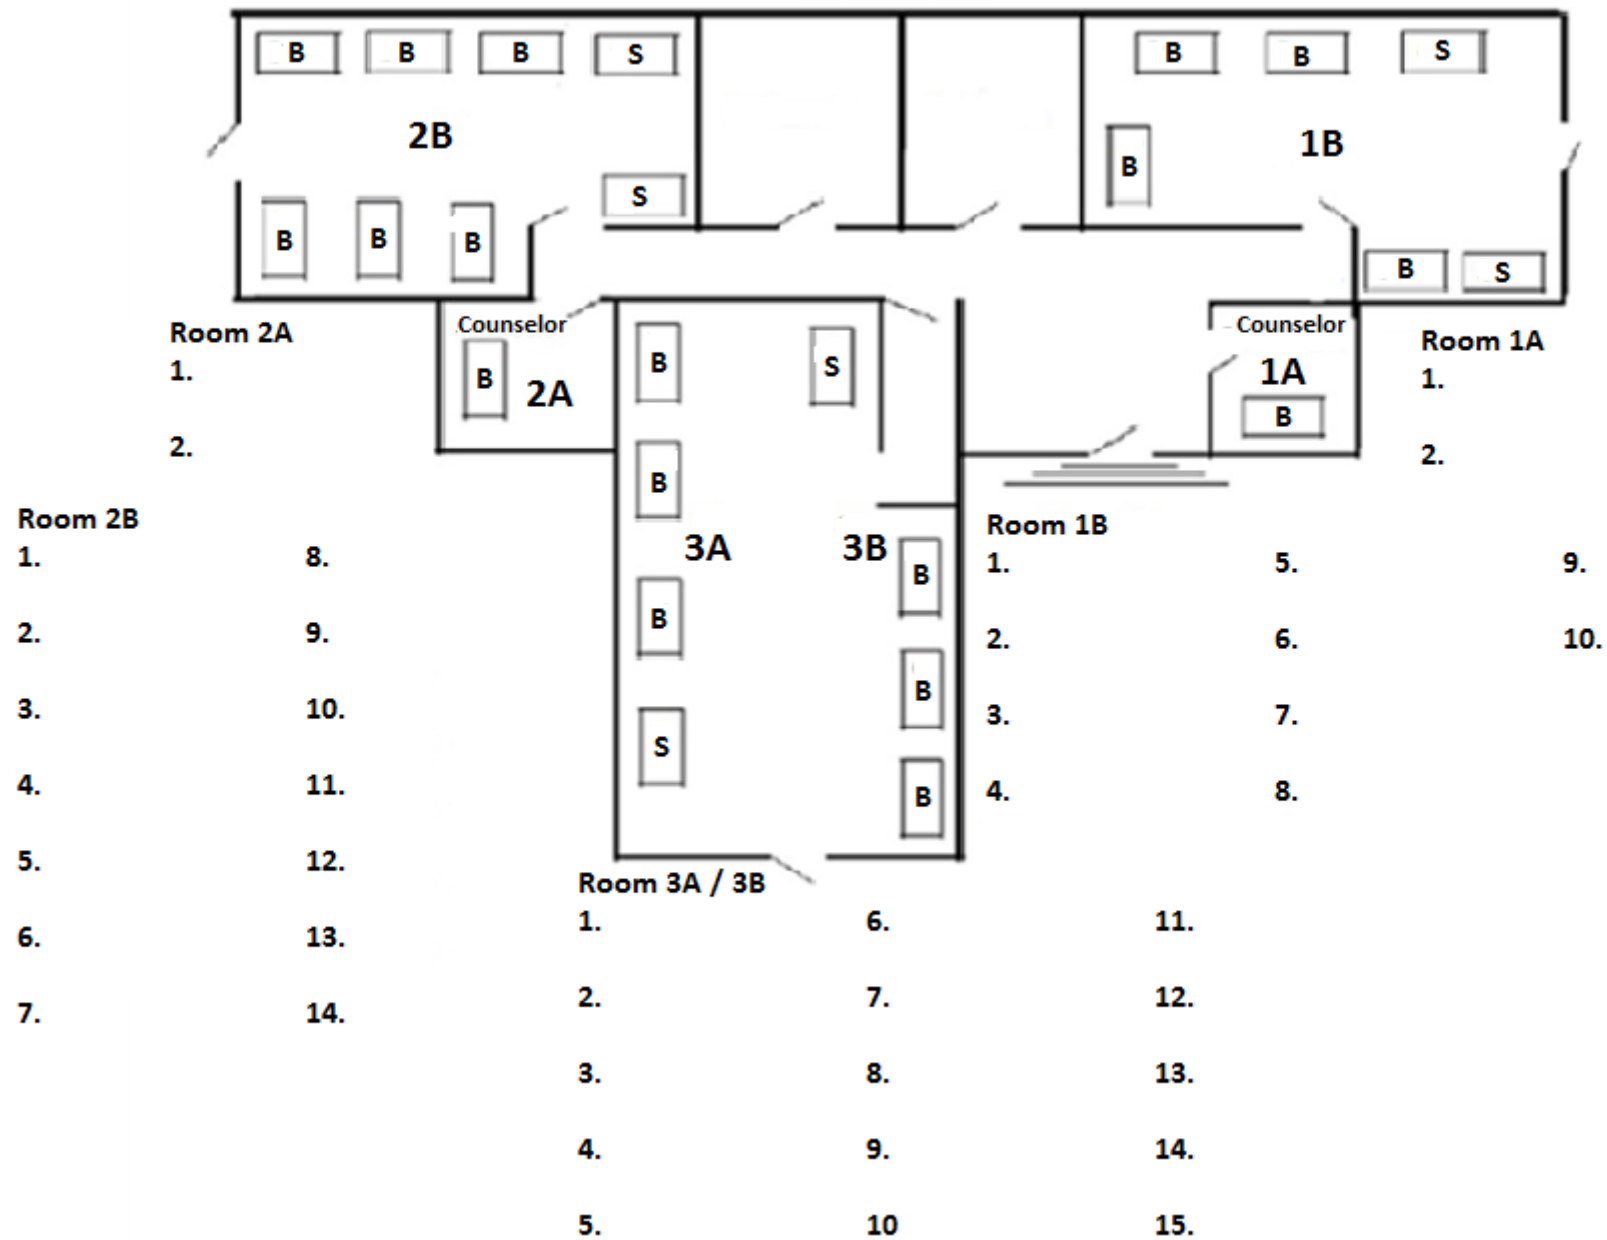 B B B S B B S
2B 1B
B
S
B B B
B S
Counselor Counselor
Room 2A
1.
2.
B
2A
B S
1A
B
Room 1A
1.
2.
B
3A 3B
B
B
S
B
B
B
Room 2B
1. 8.
2. 9.
3. 10.
4. 11.
5. 12.
6. 13.
7. 14.
Room 1B
1. 5. 9.
2. 6. 10.
3. 7.
4. 8.
Room 3A / 3B
1. 6. 11.
2. 7. 12.
3. 8. 13.
4. 9. 14.
5. 10 15.